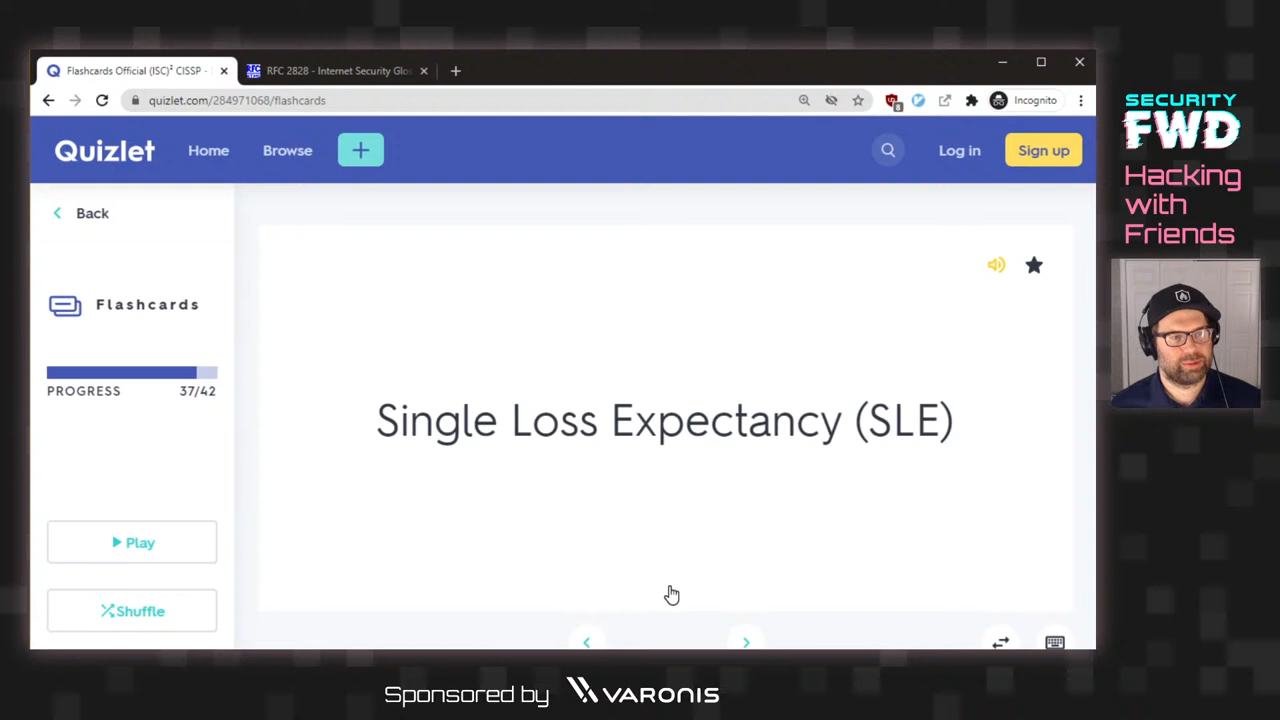 Flashcards Official (ISC)² CISSP -
RFC 2828 - Internet Security Glos
quizlet.com/284971068/flashcards
8
Incognito
Quizlet
Home
Browse
Log in
Sign up
Back
Flashcards
PROGRESS
37/42
Play
Shuffle
Single Loss Expectancy (SLE)
SECURITY
FWD
Hacking
with
Friends
Sponsored by VARONIS